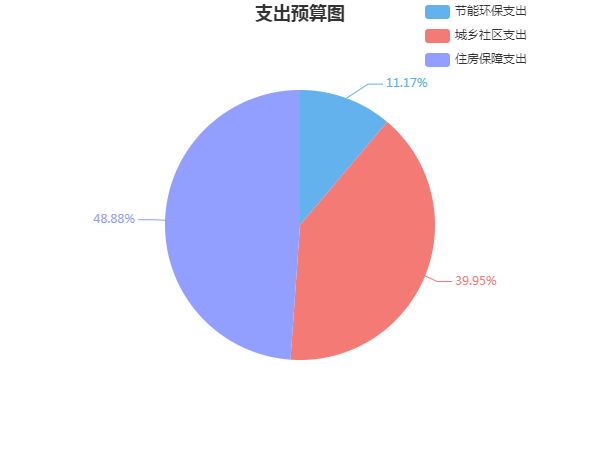 支出预算图
节能环保支出
城乡社区支出
住房保障支出
11.17%
48.88%
39.95%